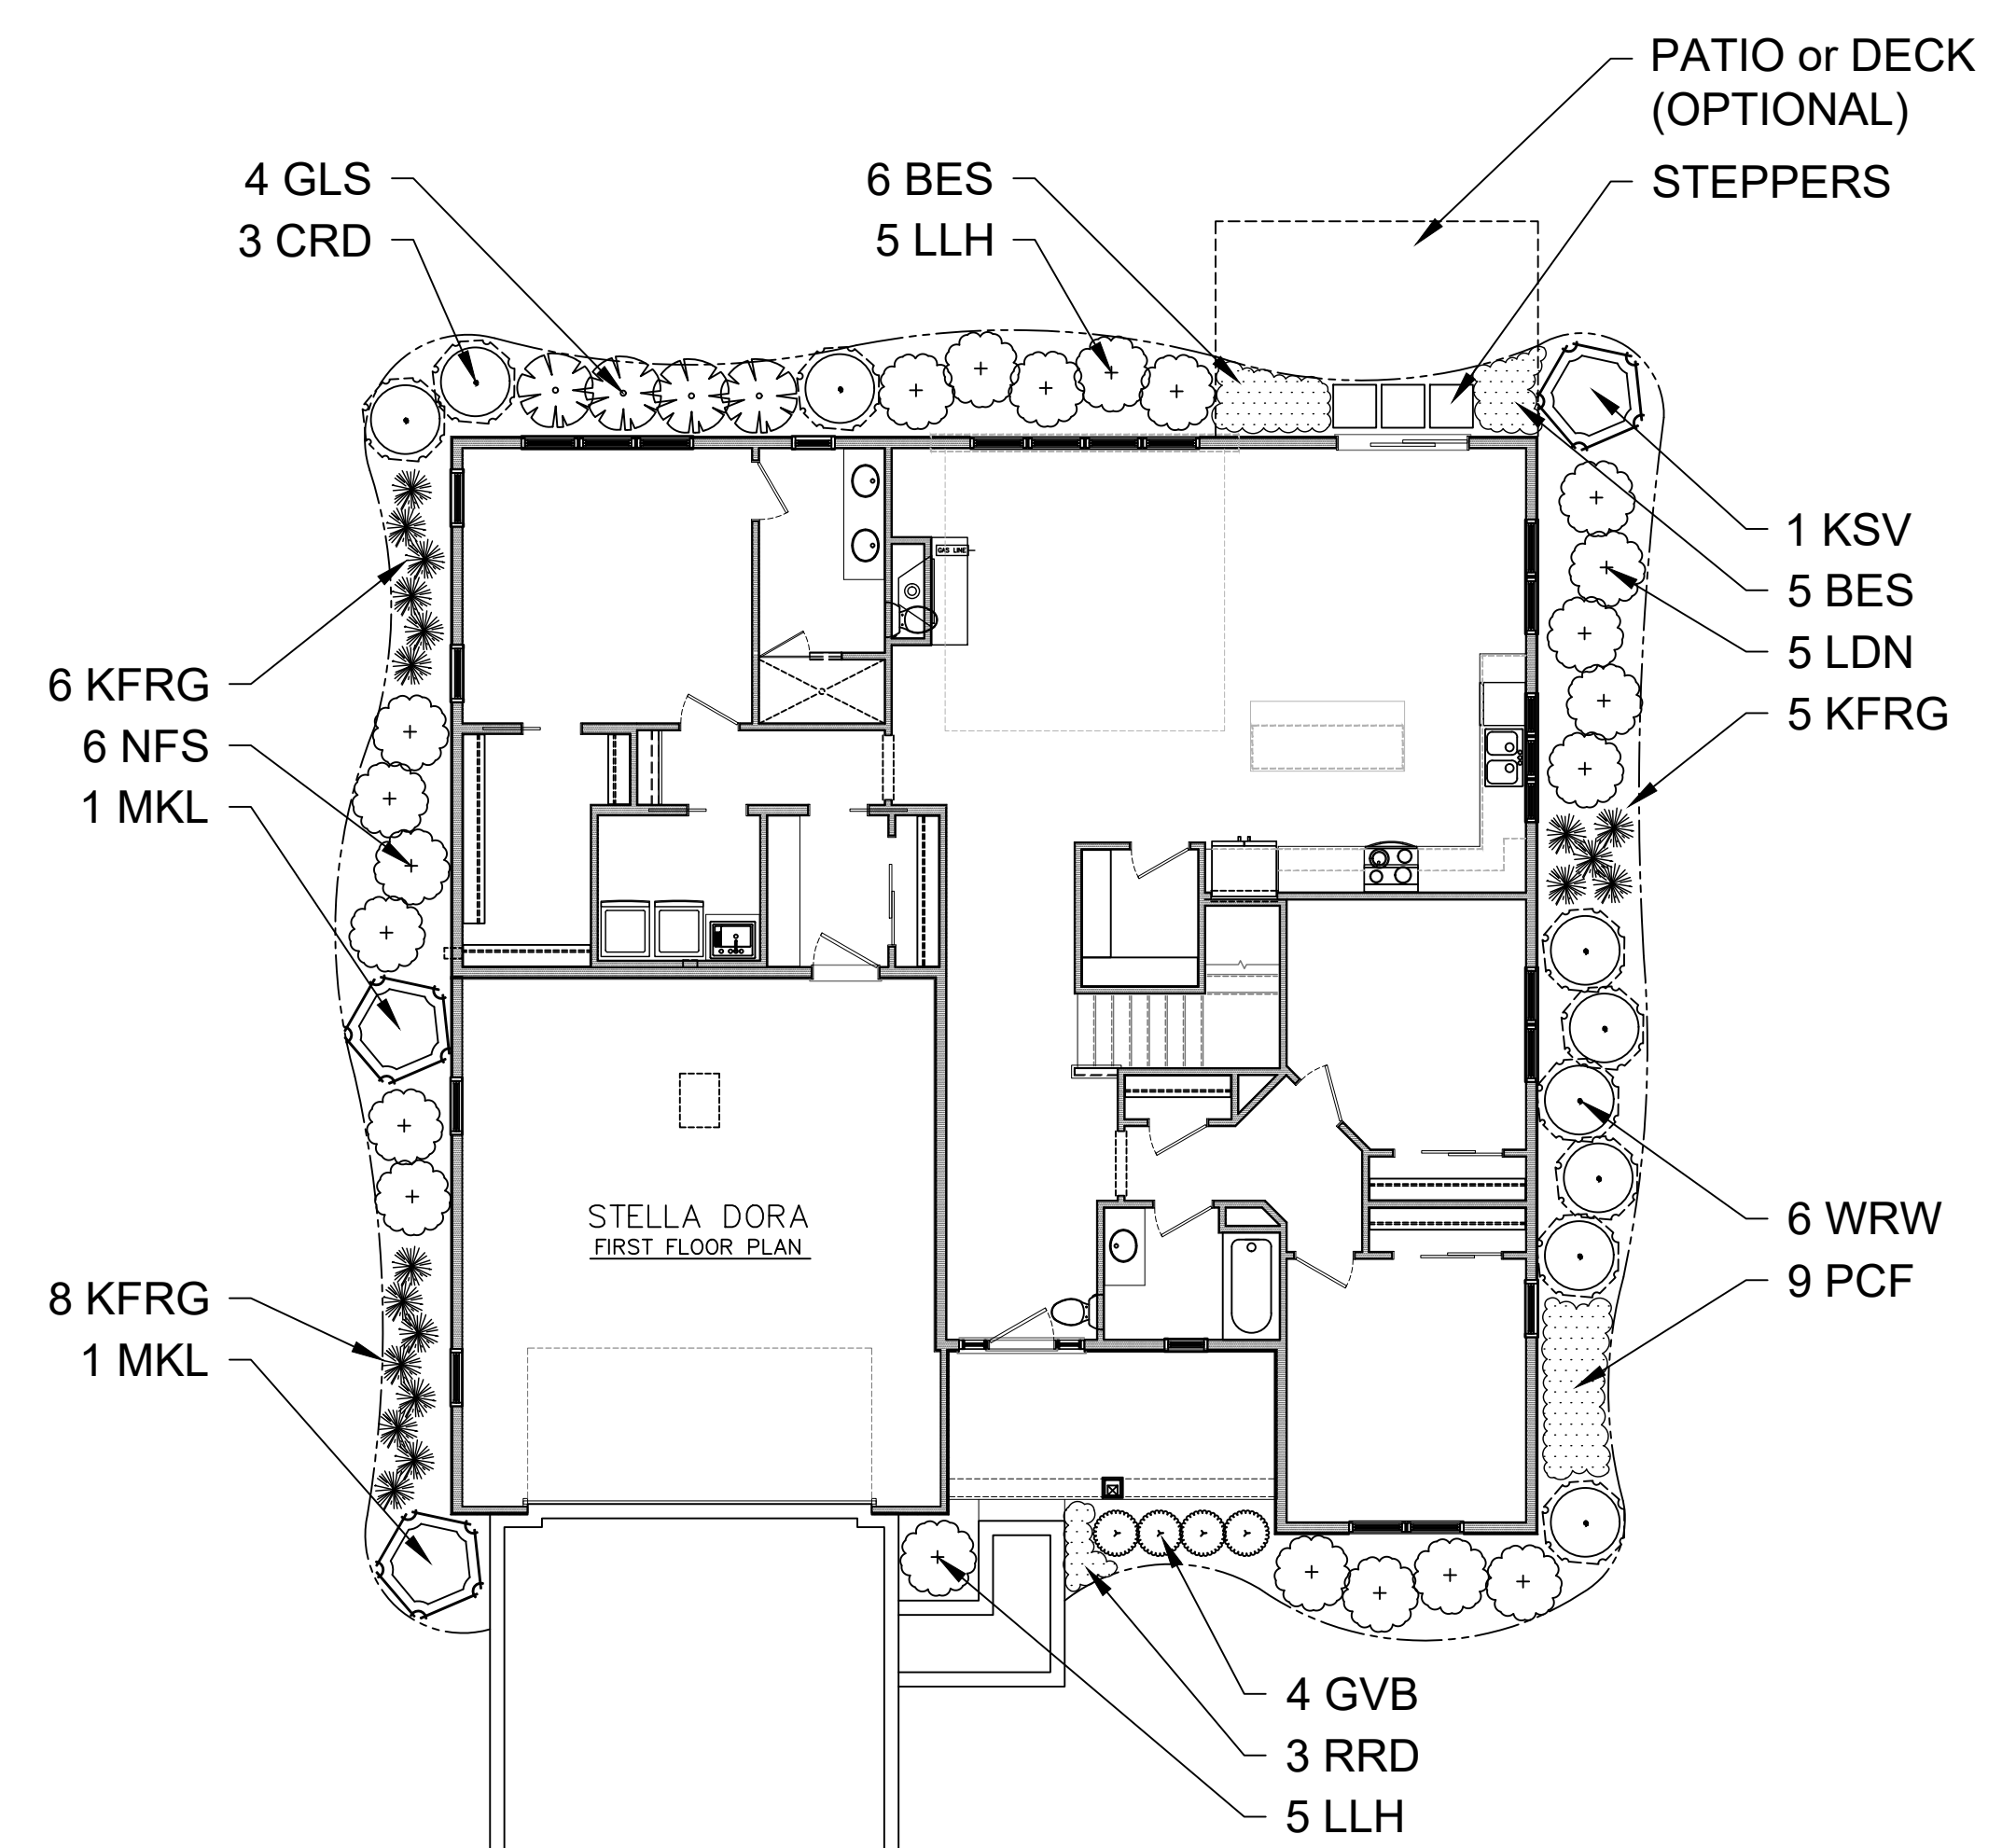 PATIO or DECK
(OPTIONAL)
STEPPERS
4 GLS
3 CRD
6 BES
5 LLH
GAS LINE
1 KSV
5 BES
5 LDN
5 KFRG
6 KFRG
6 NFS
1 MKL
STELLA DORA
FIRST FLOOR PLAN
6 WRW
9 PCF
8 KFRG
1 MKL
4 GVB
3 RRD
5 LLH